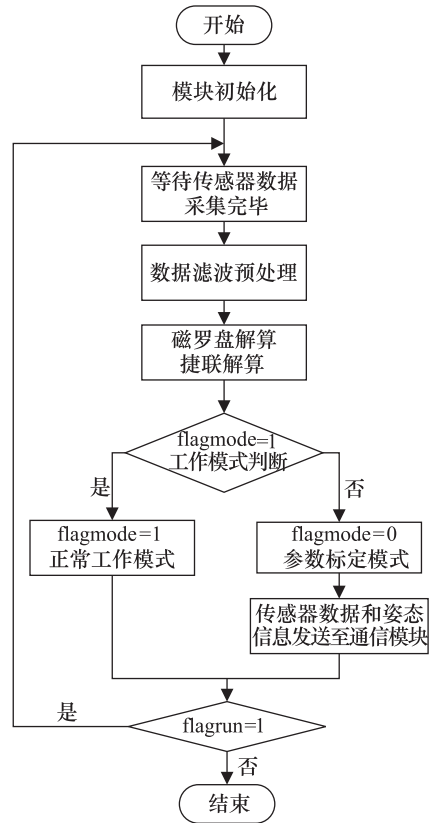 开始
模块初始化
等待传感器数据
采集完毕
数据滤波预处理
磁罗盘解算
捷联解算
flagmode=1
工作模式判断
是
否
flagmode=1
正常工作模式
flagmode=0
参数标定模式
传感器数据和姿态
信息发送至通信模块
是
flagrun=1
否
结束